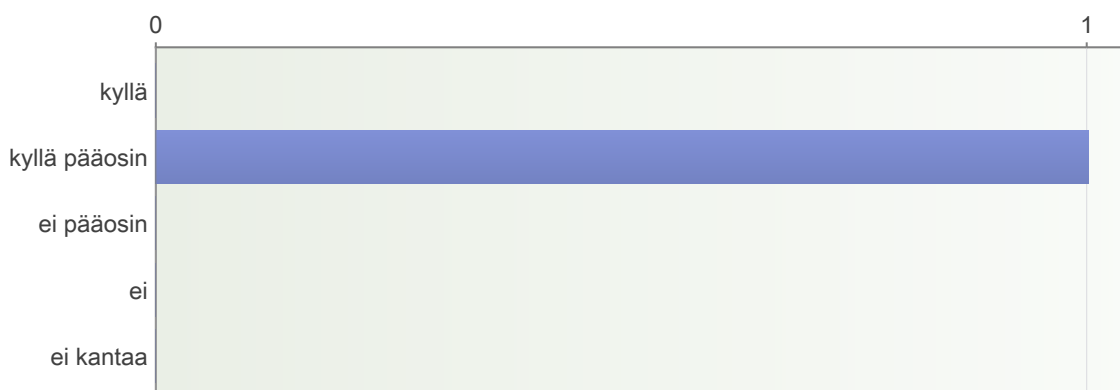 0 1
kyllä
kyllä pääosin
ei pääosin
ei
ei kantaa